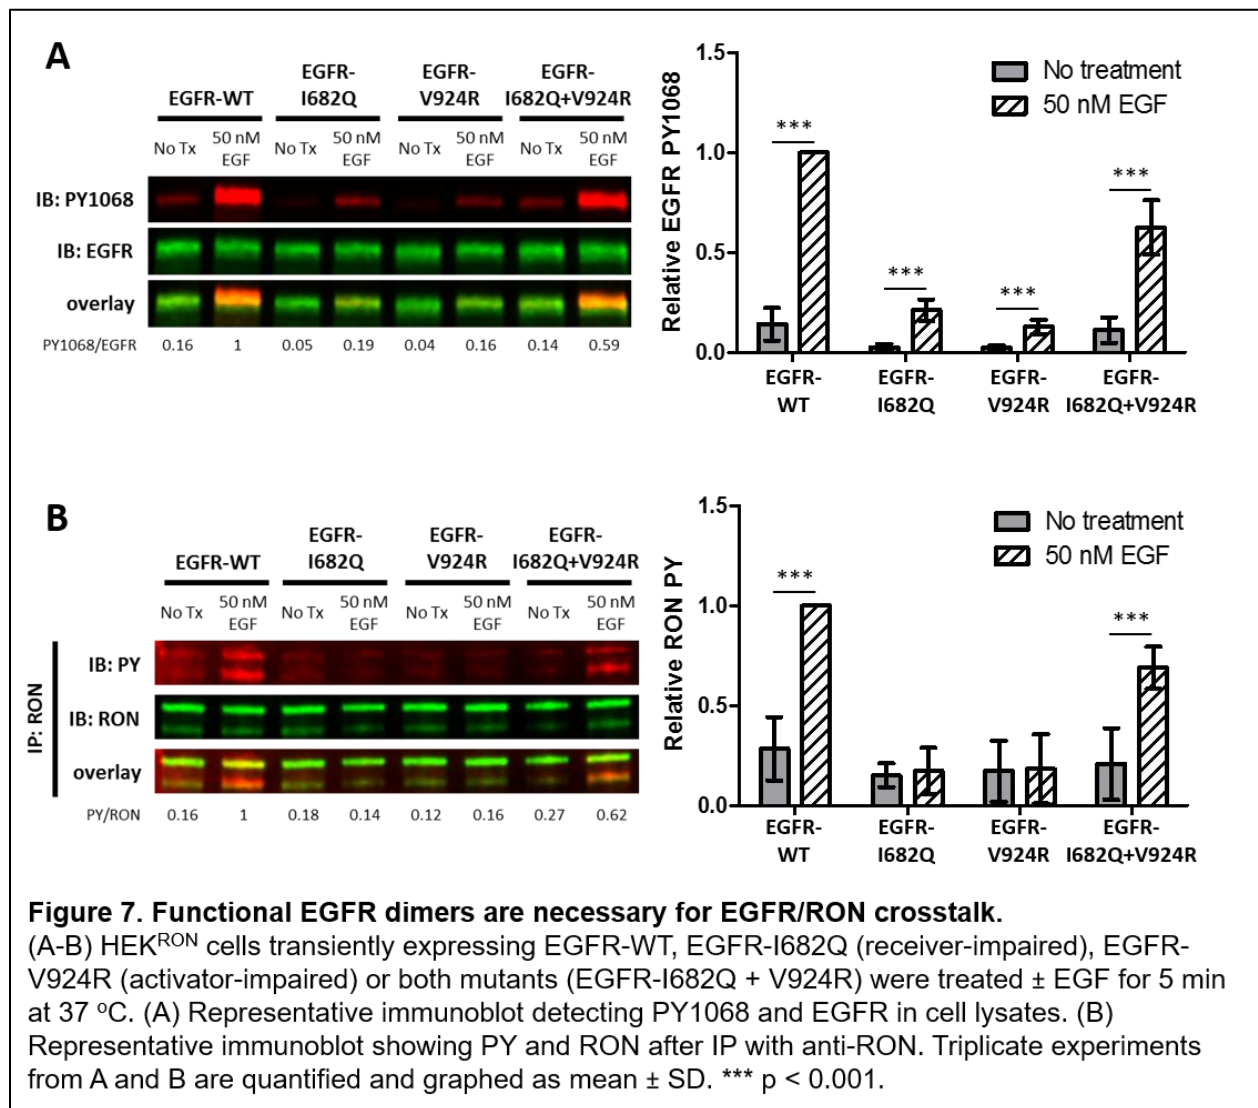 A
EGFR-WT
EGFR-
I682Q
EGFR-
V924R
EGFR-
I682Q+V924R
No Tx
50 nM
EGF
No Tx
50 nM
EGF
No Tx
50 nM
EGF
No Tx
50 nM
EGF
IB: PY1068
IB: EGFR
overlay
PY1068/EGFR 0.16 1 0.05 0.19 0.04 0.16 0.14 0.59
Relative EGFR PY1068
1.5
1.0
0.5
0.0
No treatment
50 nM EGF
***
***
***
***
EGFR-
WT
EGFR-
I682Q
EGFR-
V924R
EGFR-
I682Q+V924R
B
EGFR-WT
EGFR-
I682Q
EGFR-
V924R
EGFR-
I682Q+V924R
No Tx
50 nM
EGF
No Tx
50 nM
EGF
No Tx
50 nM
EGF
No Tx
50 nM
EGF
IP: RON
IB: PY
IB: RON
overlay
PY/RON 0.16 1 0.18 0.14 0.12 0.16 0.27 0.62
Relative RON PY
1.5
1.0
0.5
0.0
No treatment
50 nM EGF
***
***
EGFR-
WT
EGFR-
I682Q
EGFR-
V924R
EGFR-
I682Q+V924R
Figure 7. Functional EGFR dimers are necessary for EGFR/RON crosstalk.
(A-B) HEK^RON cells transiently expressing EGFR-WT, EGFR-I682Q (receiver-impaired), EGFR-
V924R (activator-impaired) or both mutants (EGFR-I682Q + V924R) were treated ± EGF for 5 min
at 37 °C. (A) Representative immunoblot detecting PY1068 and EGFR in cell lysates. (B)
Representative immunoblot showing PY and RON after IP with anti-RON. Triplicate experiments
from A and B are quantified and graphed as mean ± SD. *** p < 0.001.